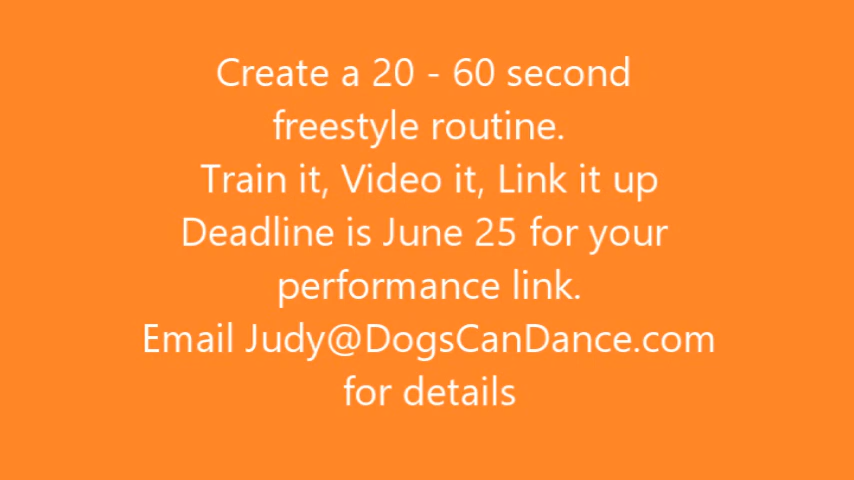 Create a 20 - 60 second
freestyle routine.
Train it, Video it, Link it up
Deadline is June 25 for your
performance link.
Email Judy@DogsCanDance.com
for details